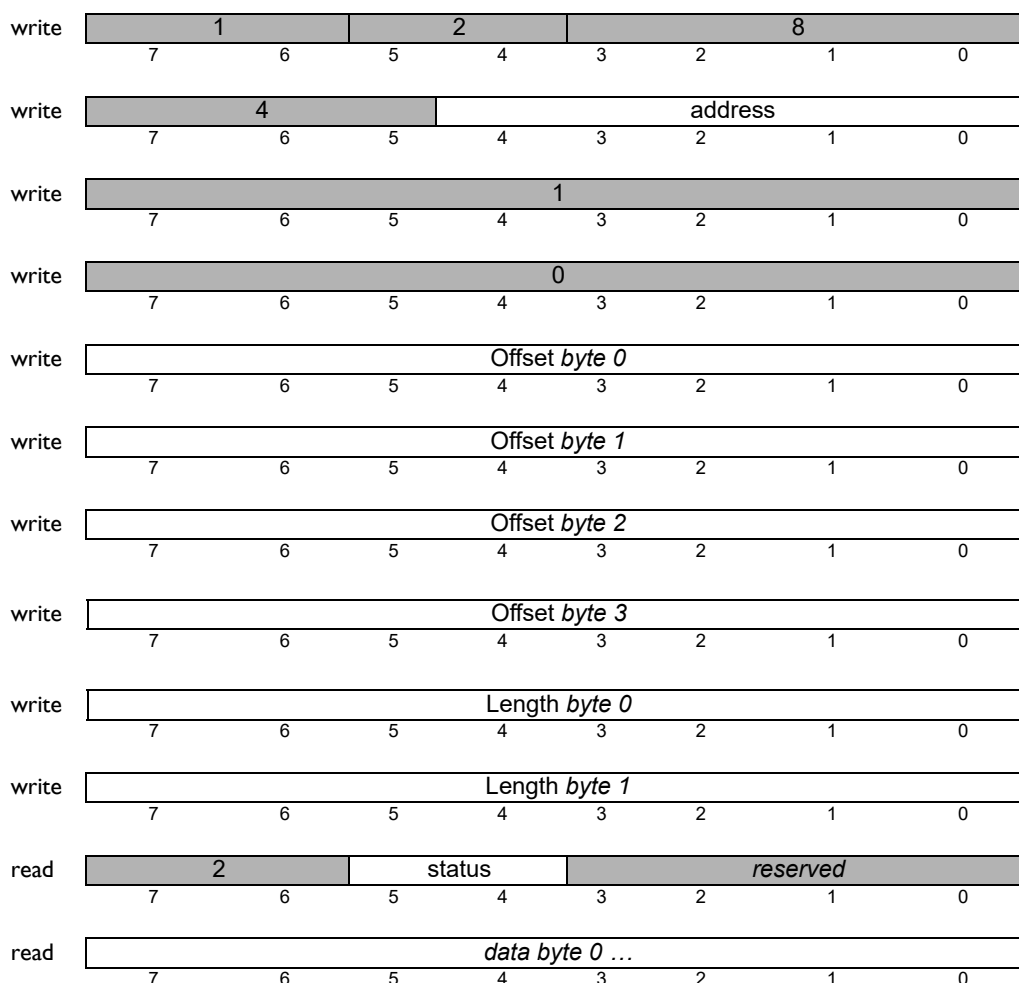 write 1 2 8
7 6 5 4 3 2 1 0
write 4 address
7 6 5 4 3 2 1 0
write 1
7 6 5 4 3 2 1 0
write 0
7 6 5 4 3 2 1 0
write Offset byte 0
7 6 5 4 3 2 1 0
write Offset byte 1
7 6 5 4 3 2 1 0
write Offset byte 2
7 6 5 4 3 2 1 0
write Offset byte 3
7 6 5 4 3 2 1 0
write Length byte 0
7 6 5 4 3 2 1 0
write Length byte 1
7 6 5 4 3 2 1 0
read 2 status reserved
7 6 5 4 3 2 1 0
read data byte 0 …
7 6 5 4 3 2 1 0